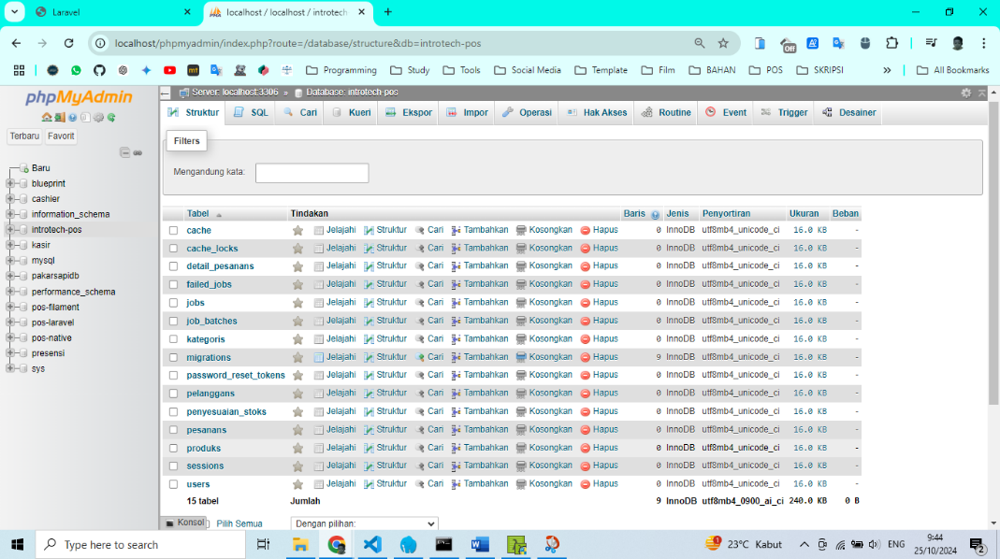 Laravel
localhost / localhost / introtech
localhost/phpmyadmin/index.php?route=/database/structure&db=introtech-pos
Off
mt
Programming
Study
Tools
Social Media
Template
Film
BAHAN
POS
SKRIPSI
»
All Bookmarks
phpMyAdmin
Terbaru
Favorit
Baru
blueprint
cashier
information_schema
introtech-pos
kasir
mysql
pakarsapidb
performance_schema
pos-filament
pos-laravel
pos-native
presensi
sys
Server: localhost:3306 » Database: introtech-pos
Struktur SQL Cari Kueri Ekspor Impor Operasi Hak Akses Routine Event Trigger Desainer
Filters
Mengandung kata:
Tabel Tindakan Baris Jenis Penyortiran Ukuran Beban
cache Jelajahi Struktur Cari Tambahkan Kosongkan Hapus 0 InnoDB utf8mb4_unicode_ci 16.0 KB -
cache_locks Jelajahi Struktur Cari Tambahkan Kosongkan Hapus 0 InnoDB utf8mb4_unicode_ci 16.0 KB -
detail_pesanans Jelajahi Struktur Cari Tambahkan Kosongkan Hapus 0 InnoDB utf8mb4_unicode_ci 16.0 KB -
failed_jobs Jelajahi Struktur Cari Tambahkan Kosongkan Hapus 0 InnoDB utf8mb4_unicode_ci 16.0 KB -
jobs Jelajahi Struktur Cari Tambahkan Kosongkan Hapus 0 InnoDB utf8mb4_unicode_ci 16.0 KB -
job_batches Jelajahi Struktur Cari Tambahkan Kosongkan Hapus 0 InnoDB utf8mb4_unicode_ci 16.0 KB -
kategoris Jelajahi Struktur Cari Tambahkan Kosongkan Hapus 0 InnoDB utf8mb4_unicode_ci 16.0 KB -
migrations Jelajahi Struktur Cari Tambahkan Kosongkan Hapus 9 InnoDB utf8mb4_unicode_ci 16.0 KB -
password_reset_tokens Jelajahi Struktur Cari Tambahkan Kosongkan Hapus 0 InnoDB utf8mb4_unicode_ci 16.0 KB -
pelanggans Jelajahi Struktur Cari Tambahkan Kosongkan Hapus 0 InnoDB utf8mb4_unicode_ci 16.0 KB -
penyesuaian_stoks Jelajahi Struktur Cari Tambahkan Kosongkan Hapus 0 InnoDB utf8mb4_unicode_ci 16.0 KB -
pesanans Jelajahi Struktur Cari Tambahkan Kosongkan Hapus 0 InnoDB utf8mb4_unicode_ci 16.0 KB -
produks Jelajahi Struktur Cari Tambahkan Kosongkan Hapus 0 InnoDB utf8mb4_unicode_ci 16.0 KB -
sessions Jelajahi Struktur Cari Tambahkan Kosongkan Hapus 0 InnoDB utf8mb4_unicode_ci 16.0 KB -
users Jelajahi Struktur Cari Tambahkan Kosongkan Hapus 0 InnoDB utf8mb4_unicode_ci 16.0 KB -
15 tabel Jumlah 9 InnoDB utf8mb4_0900_ai_ci 240.0 KB 0 B
Konsol Pilih Semua Dengan pilihan:
Type here to search
23°C Kabut
ENG
9:44
25/10/2024
2